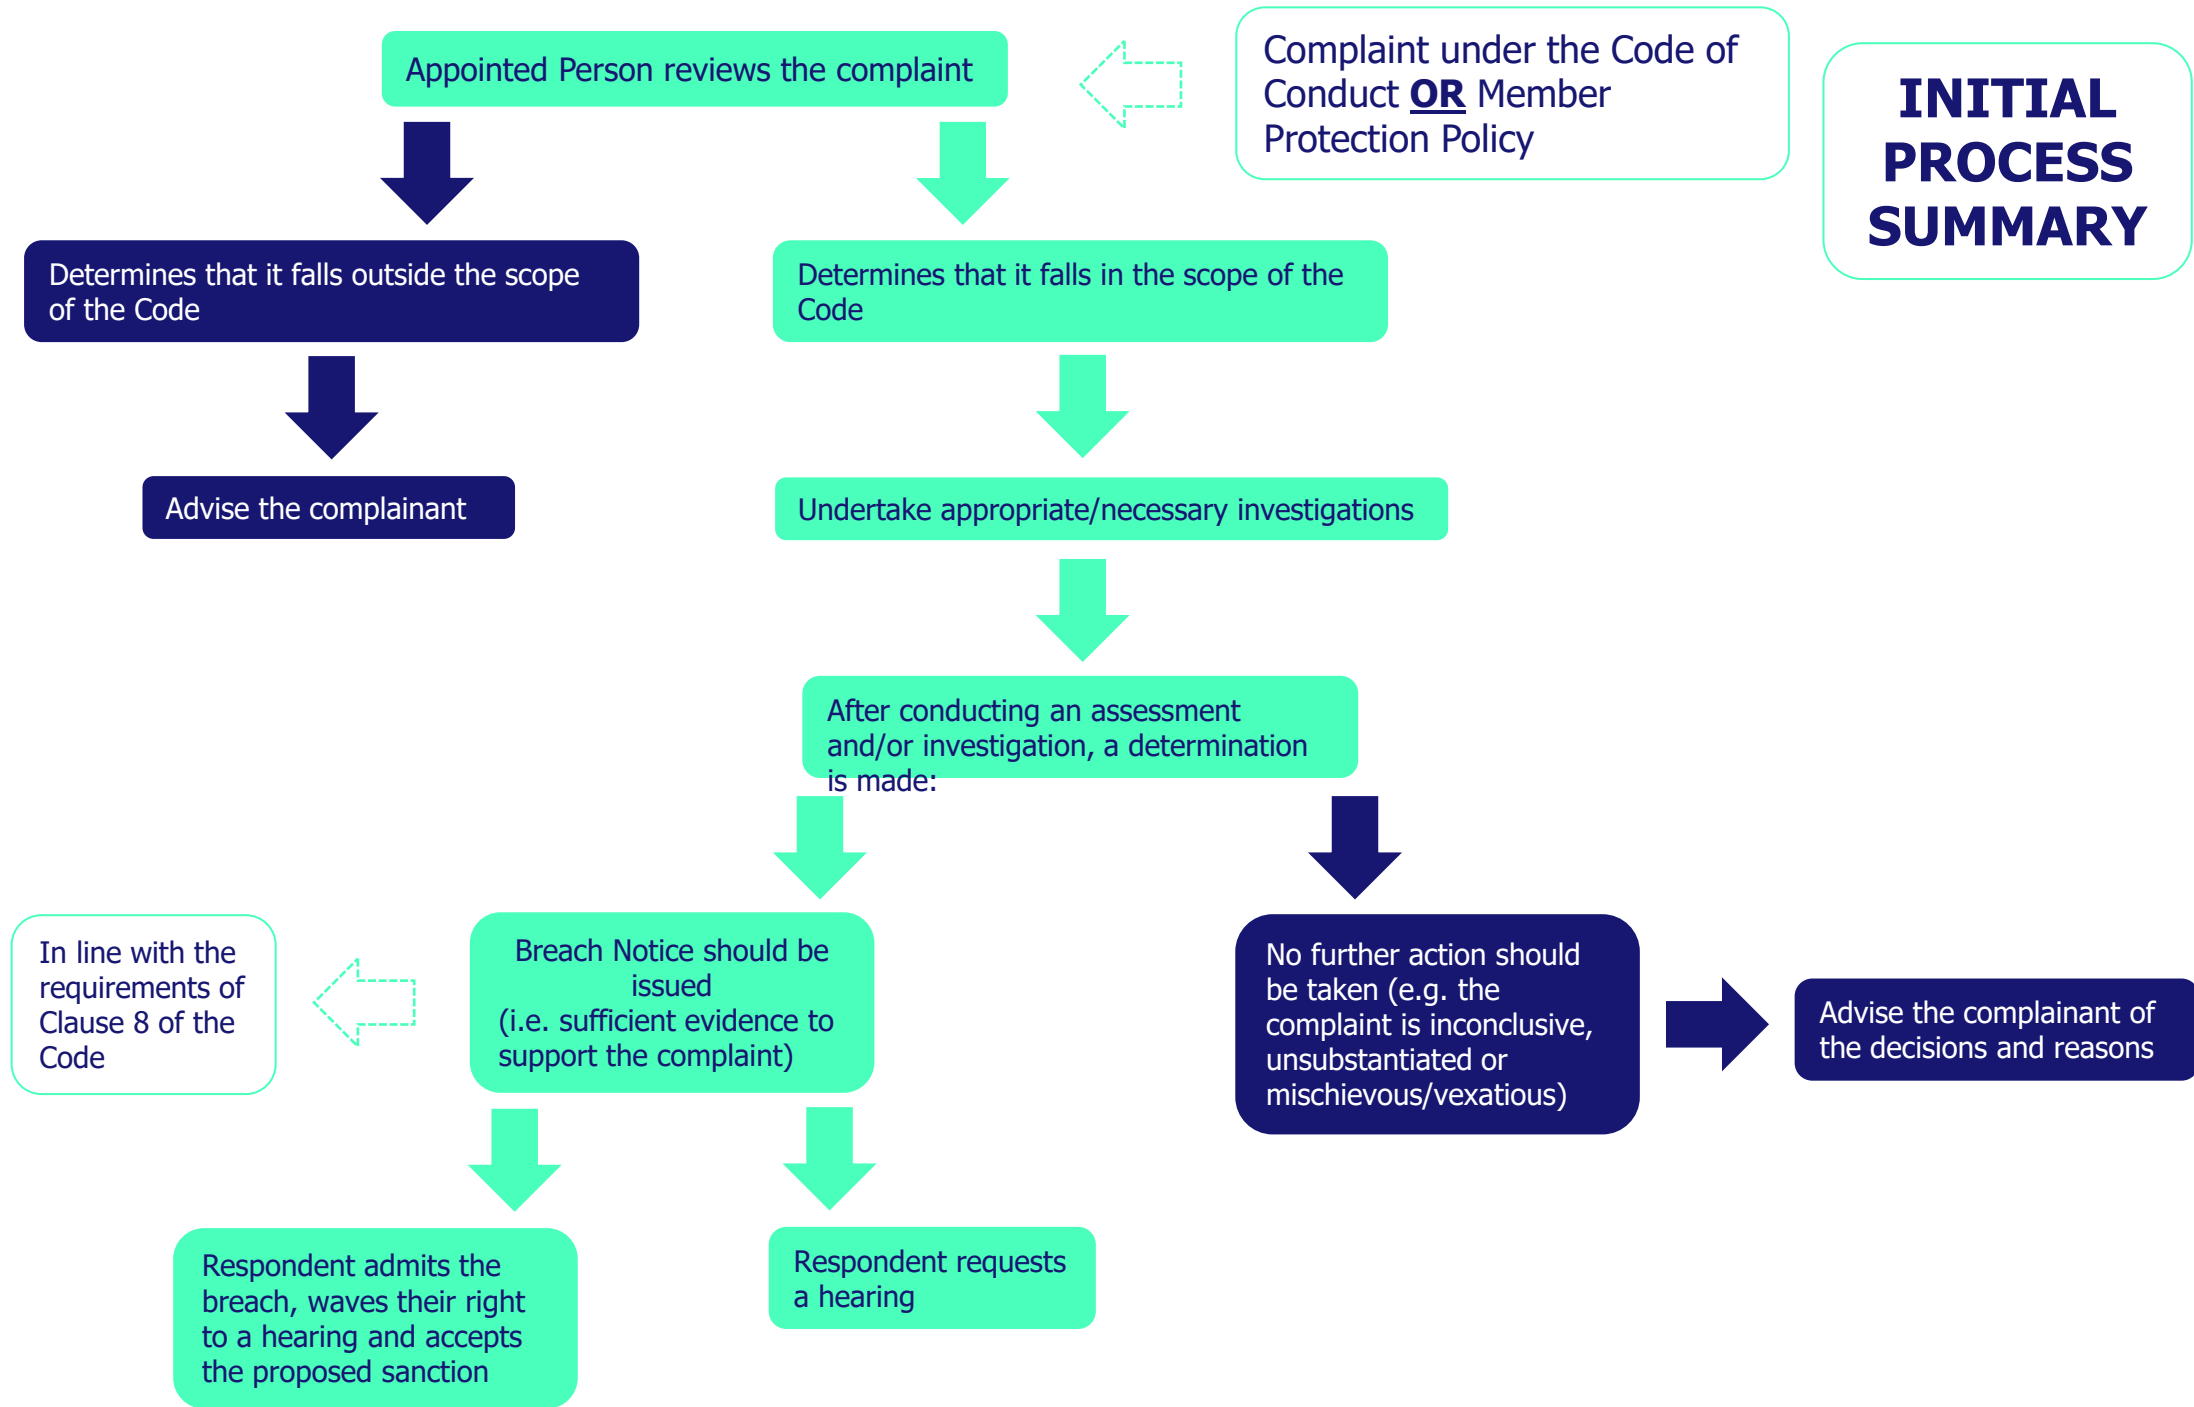 Appointed Person reviews the complaint
Complaint under the Code of
Conduct OR Member
Protection Policy
INITIAL
PROCESS
SUMMARY
Determines that it falls outside the scope
of the Code
Determines that it falls in the scope of the
Code
Advise the complainant
Undertake appropriate/necessary investigations
After conducting an assessment
and/or investigation, a determination
is made:
In line with the
requirements of
Clause 8 of the
Code
Breach Notice should be
issued
(i.e. sufficient evidence to
support the complaint)
No further action should
be taken (e.g. the
complaint is inconclusive,
unsubstantiated or
mischievous/vexatious)
Advise the complainant of
the decisions and reasons
Respondent admits the
breach, waves their right
to a hearing and accepts
the proposed sanction
Respondent requests
a hearing